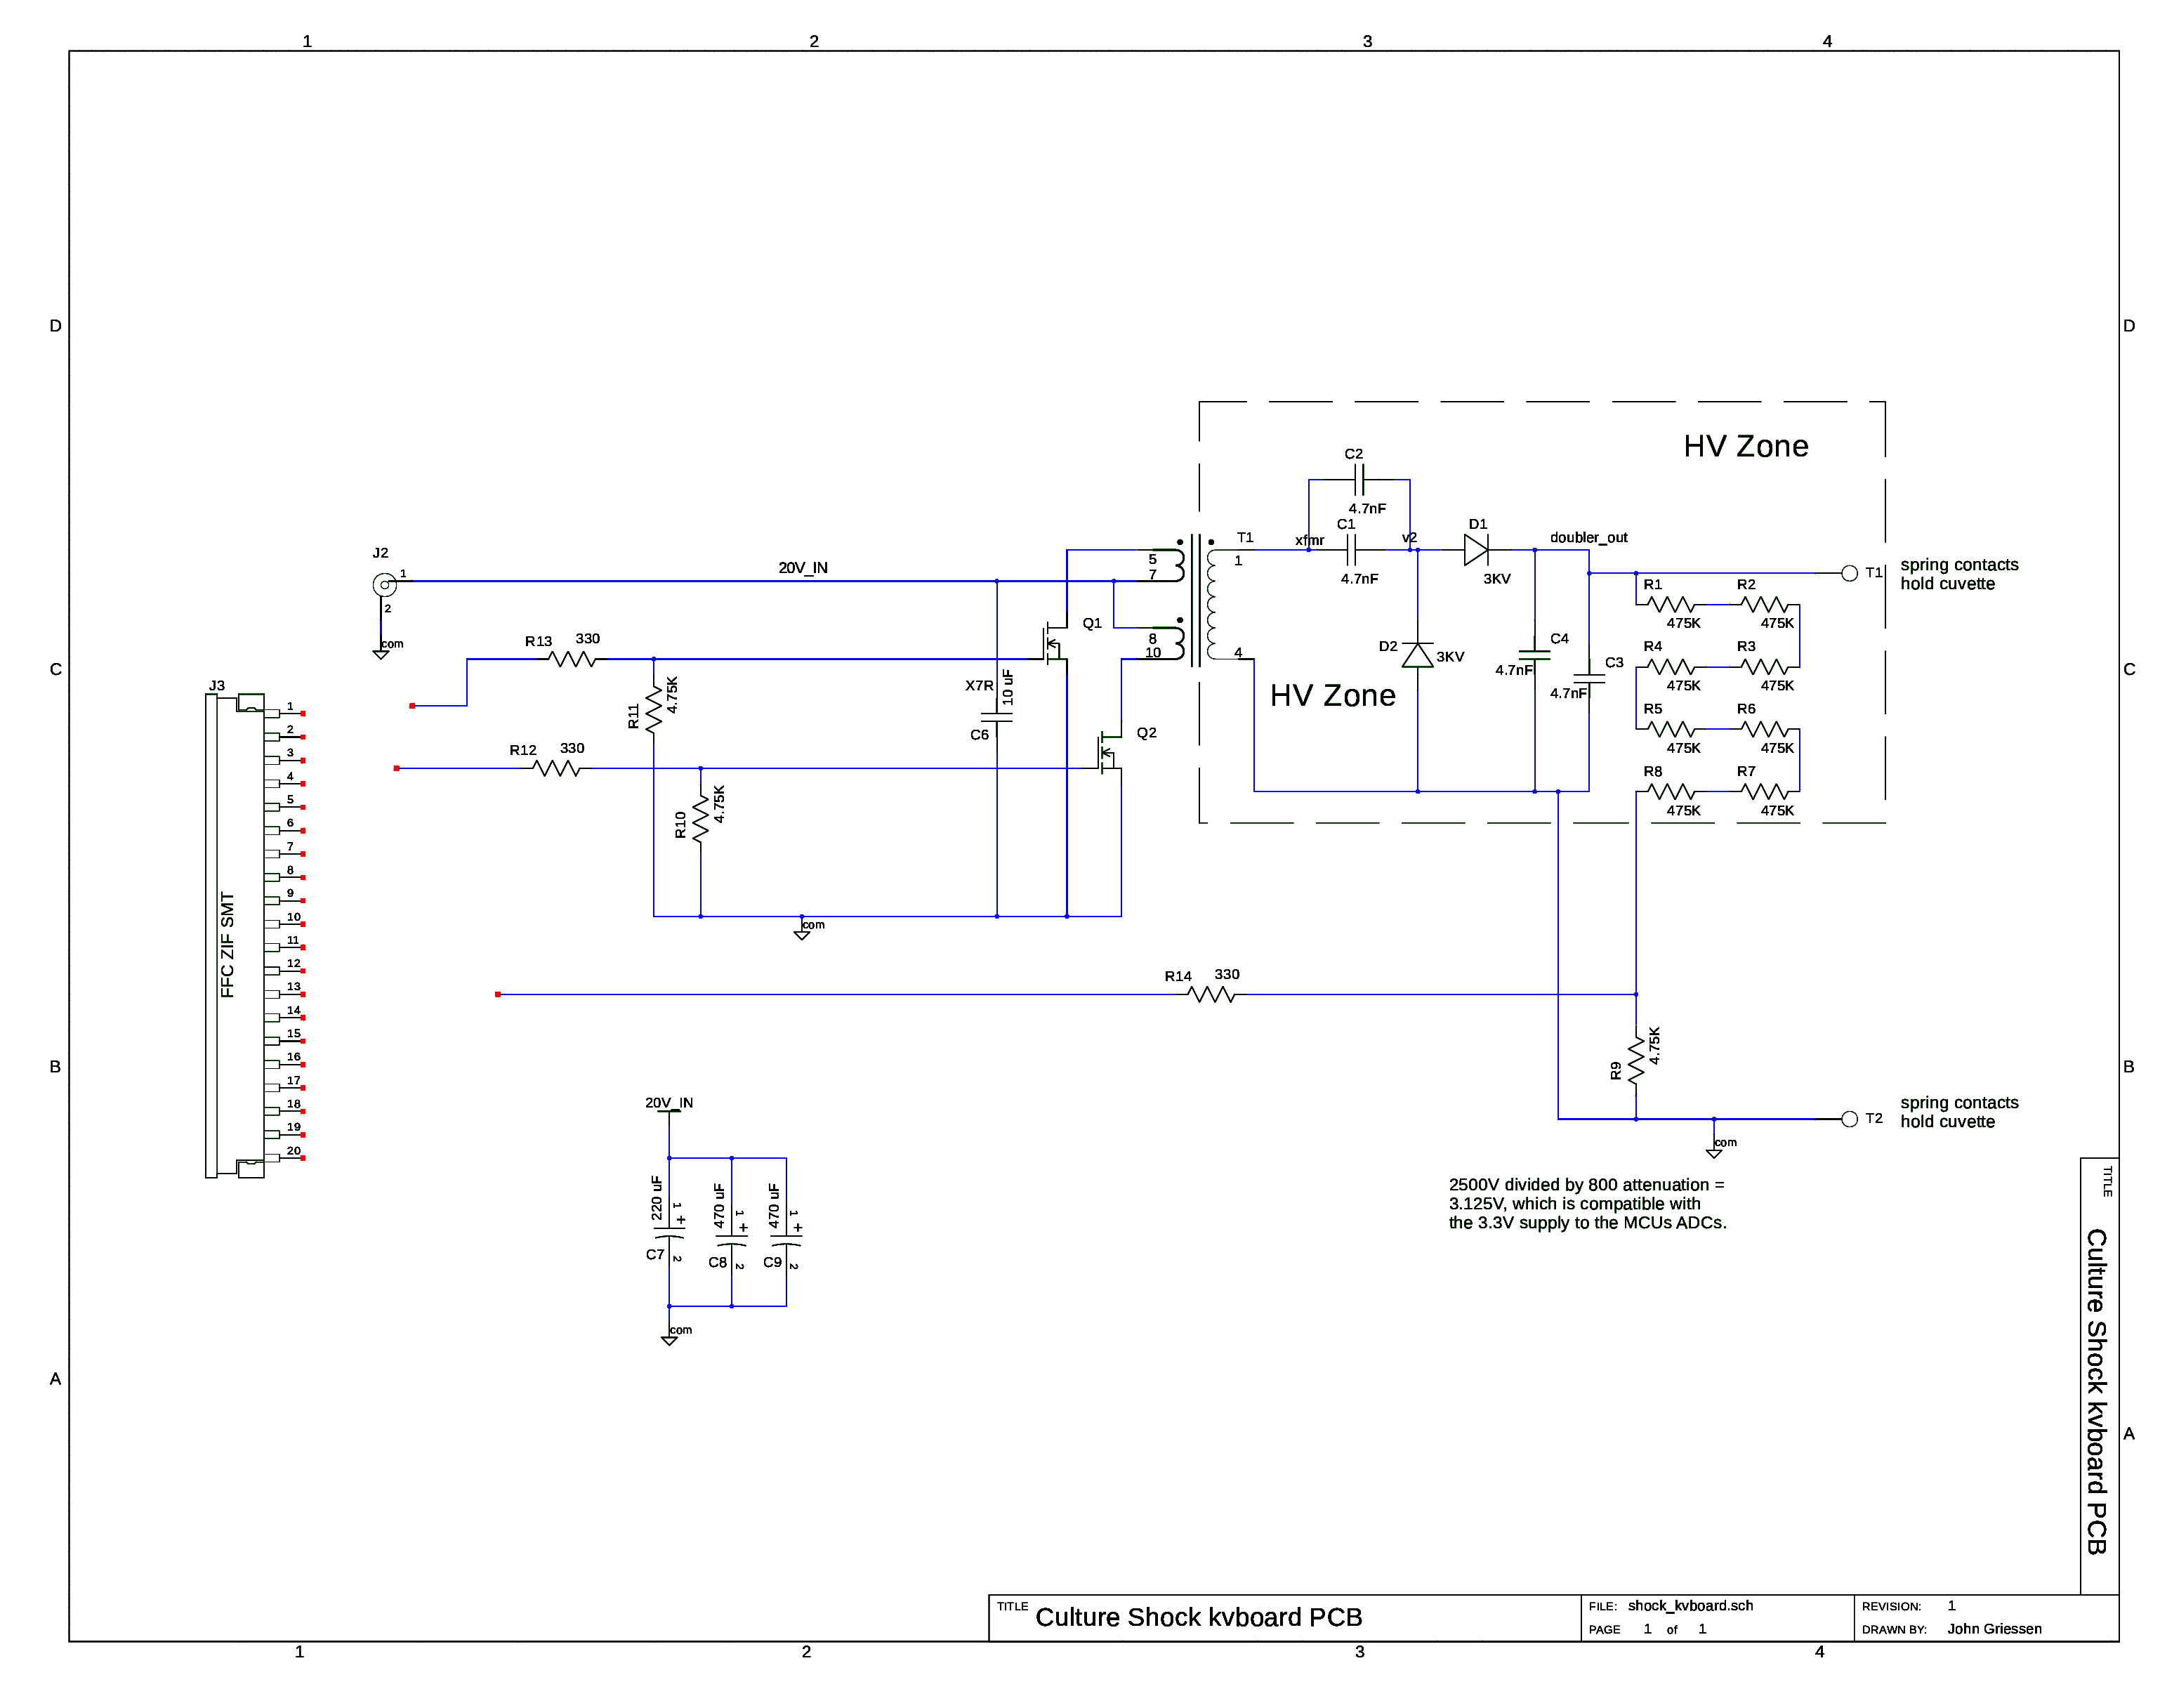 1
2
3
4
D
D
HV Zone
C2
4.7nF
C1
T1
xfmr
v2
D1
doubler_out
1
4.7nF
3KV
J2
1
20V_IN
5
7
T1
spring contacts
hold cuvette
2
com
R1
R2
475K
475K
R13
330
Q1
8
10
4
D2
3KV
C4
4.7nF
C3
4.7nF
R4
R3
475K
475K
C
C
J3
R11
4.75K
X7R
10 uF
C6
HV Zone
R5
R6
475K
475K
R12
330
Q2
R8
R7
475K
475K
R10
4.75K
1
2
3
4
5
6
7
8
9
10
11
12
13
14
15
16
17
18
19
20
FFC ZIF SMT
com
R14
330
B
B
R9
4.75K
20V_IN
T2
spring contacts
hold cuvette
com
220 uF
1
+
C7
2
470 uF
1
+
C8
2
470 uF
1
+
C9
2
com
2500V divided by 800 attenuation =
3.125V, which is compatible with
the 3.3V supply to the MCUs ADCs.
A
A
TITLE
Culture Shock kvboard PCB
TITLE
Culture Shock kvboard PCB
FILE: shock_kvboard.sch
REVISION: 1
PAGE 1 of 1
DRAWN BY: John Griessen
1
2
3
4